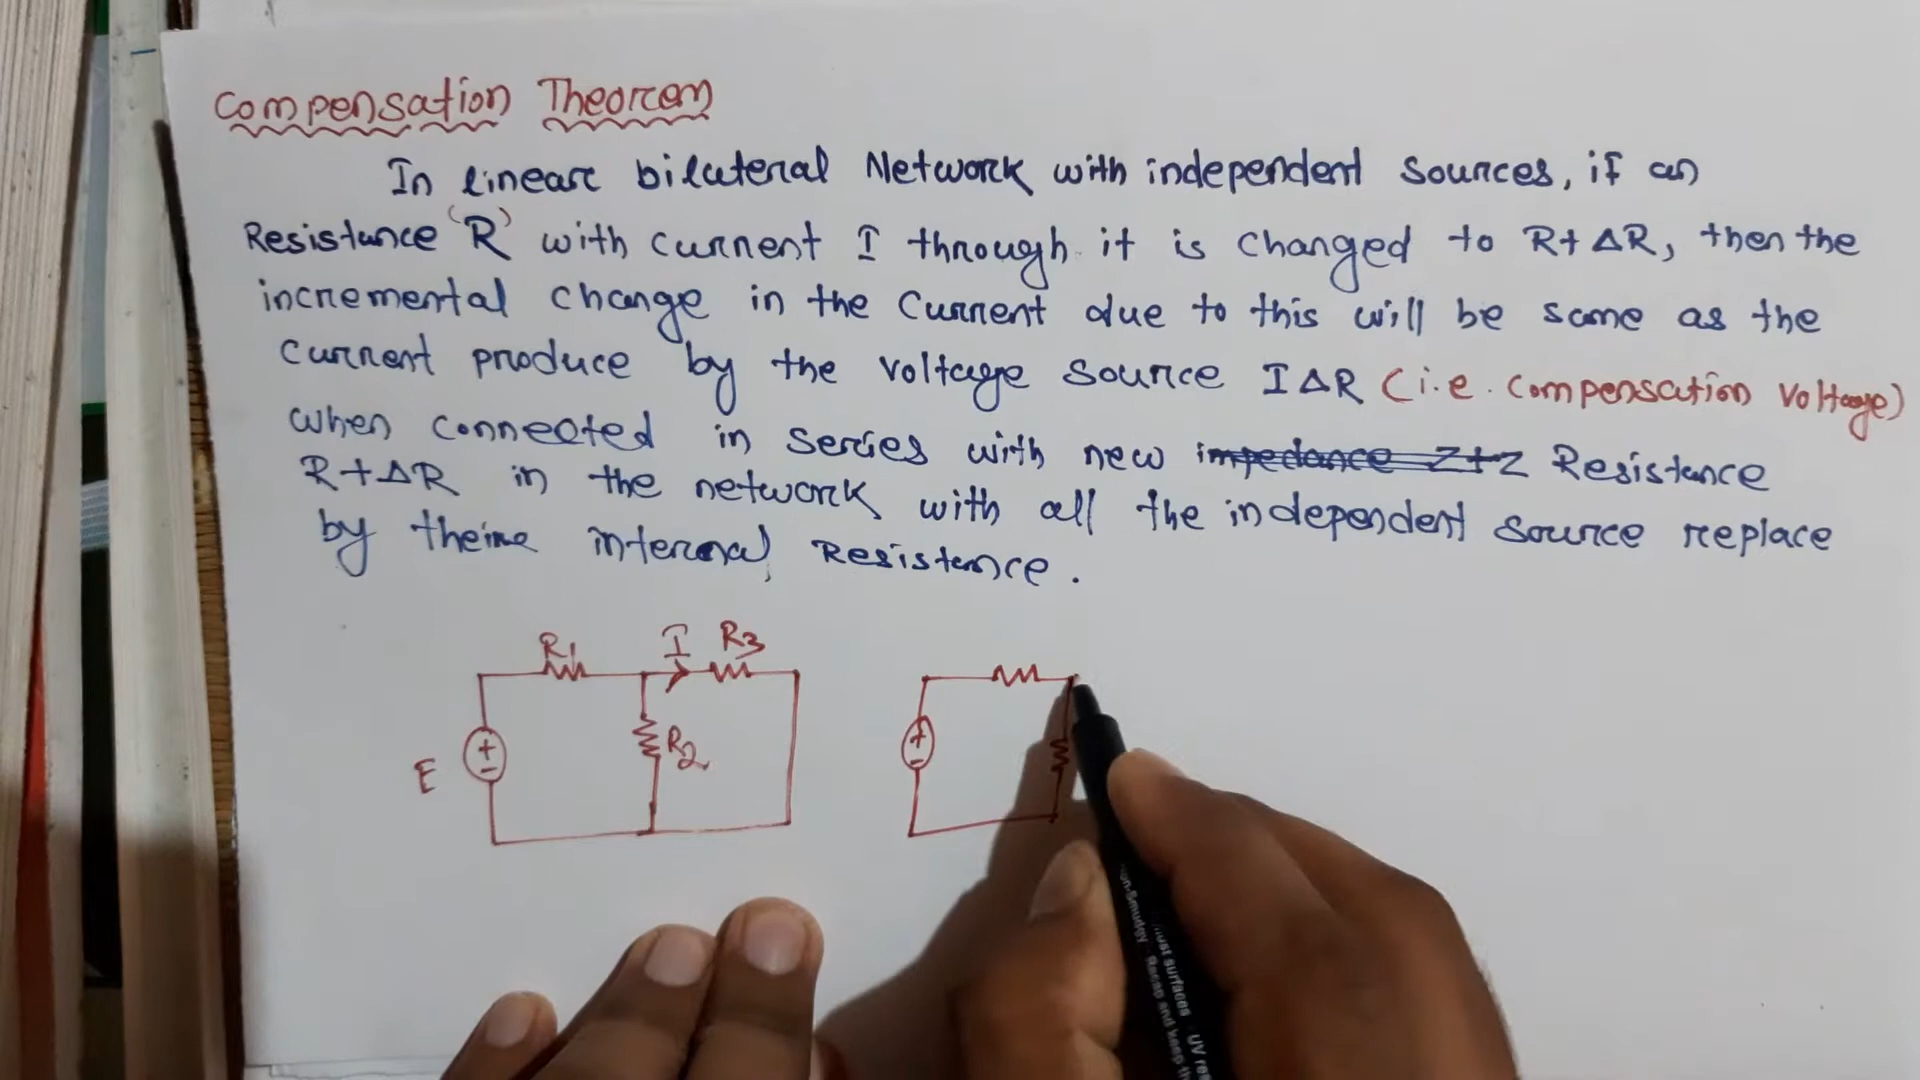 Compensation Theorem
In linear bilateral Network with independent Sources, if an
Resistance 'R' with current I through it is changed to R+ΔR, then the
incremental change in the current due to this will be same as the
current produce by the voltage source IΔR (i.e. compensation voltage)
when connected in series with new impedance Z+Z Resistance
R+ΔR in the network with all the independent source replace
by theire internal Resistance.
R1 I R3
R2
E